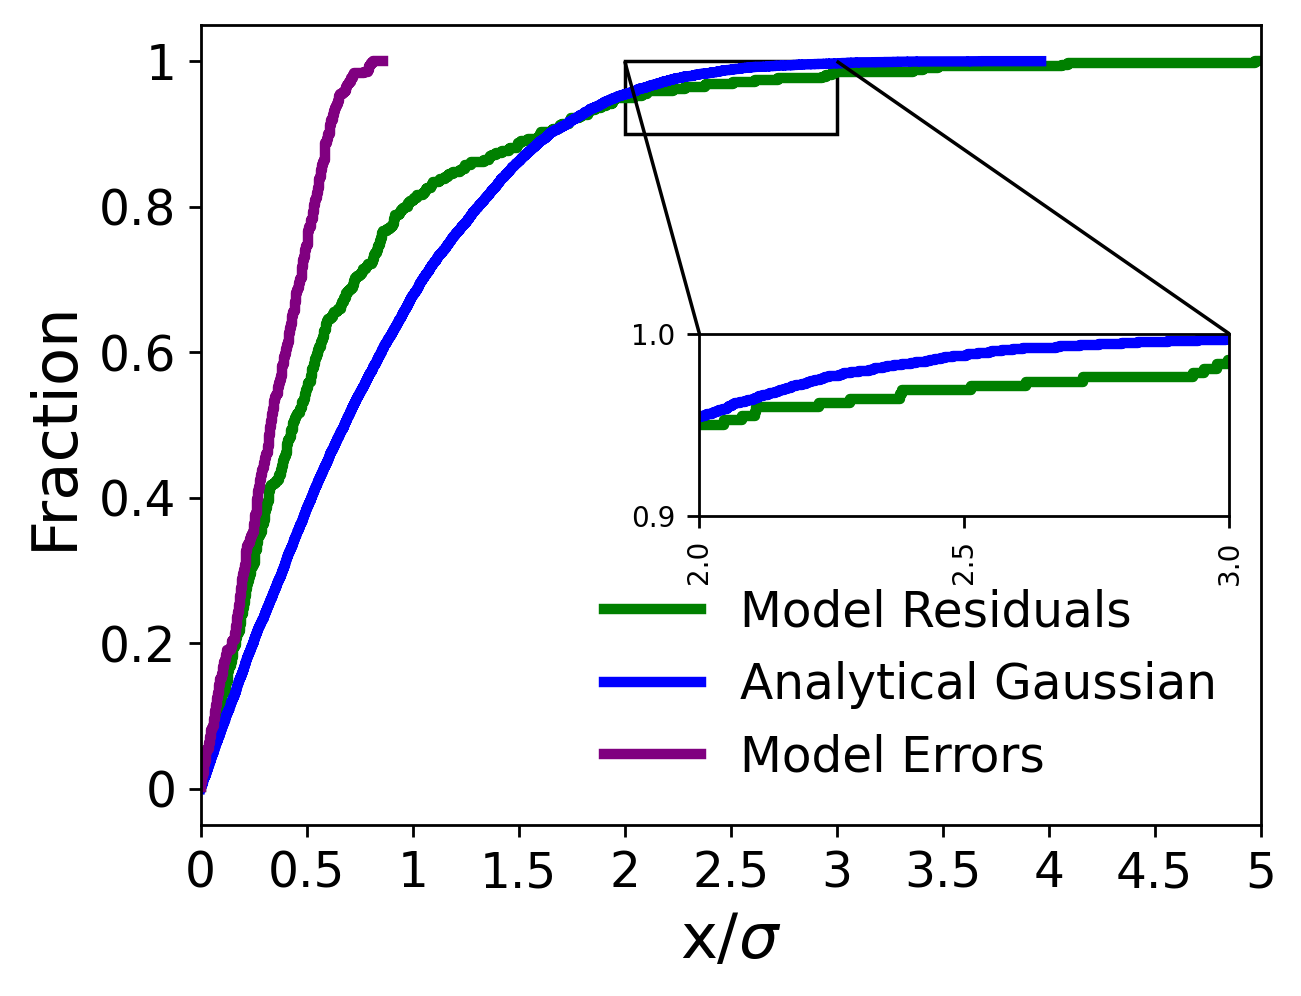 Fraction
1
0.8
0.6
0.4
0.2
0
1.0
0.9
2.0
2.5
3.0
Model Residuals
Analytical Gaussian
Model Errors
0 0.5 1 1.5 2 2.5 3 3.5 4 4.5 5
x/σ